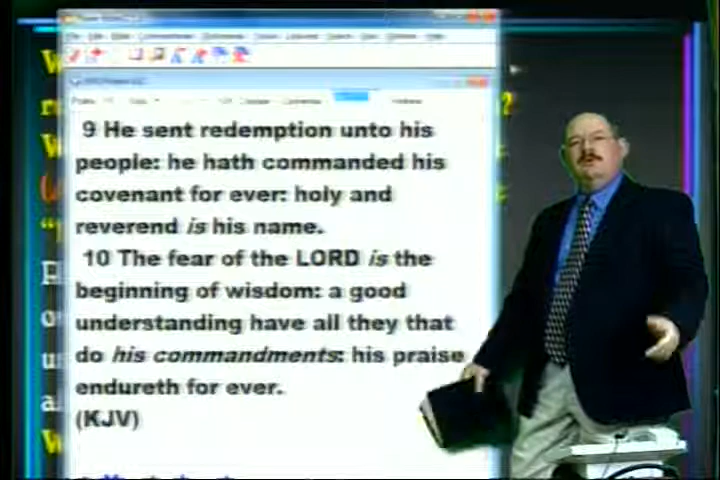 9 He sent redemption unto his
people: he hath commanded his
covenant for ever: holy and
reverend is his name.
10 The fear of the LORD is the
beginning of wisdom: a good
understanding have all they that
do his commandments: his praise
endureth for ever.
(KJV)